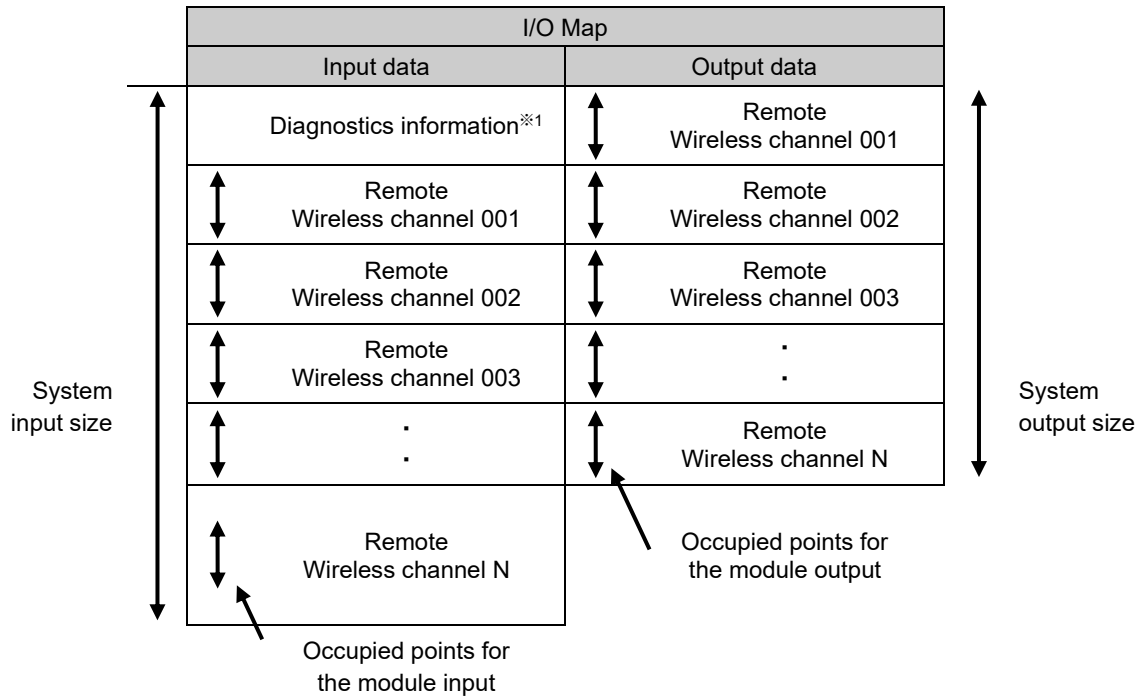 I/O Map
Input data
Output data
Diagnostics information※1
Remote
Wireless channel 001
Remote
Wireless channel 001
Remote
Wireless channel 002
Remote
Wireless channel 002
Remote
Wireless channel 003
Remote
Wireless channel 003
・
・
・
・
Remote
Wireless channel N
Remote
Wireless channel N
System
input size
System
output size
Occupied points for
the module output
Occupied points for
the module input